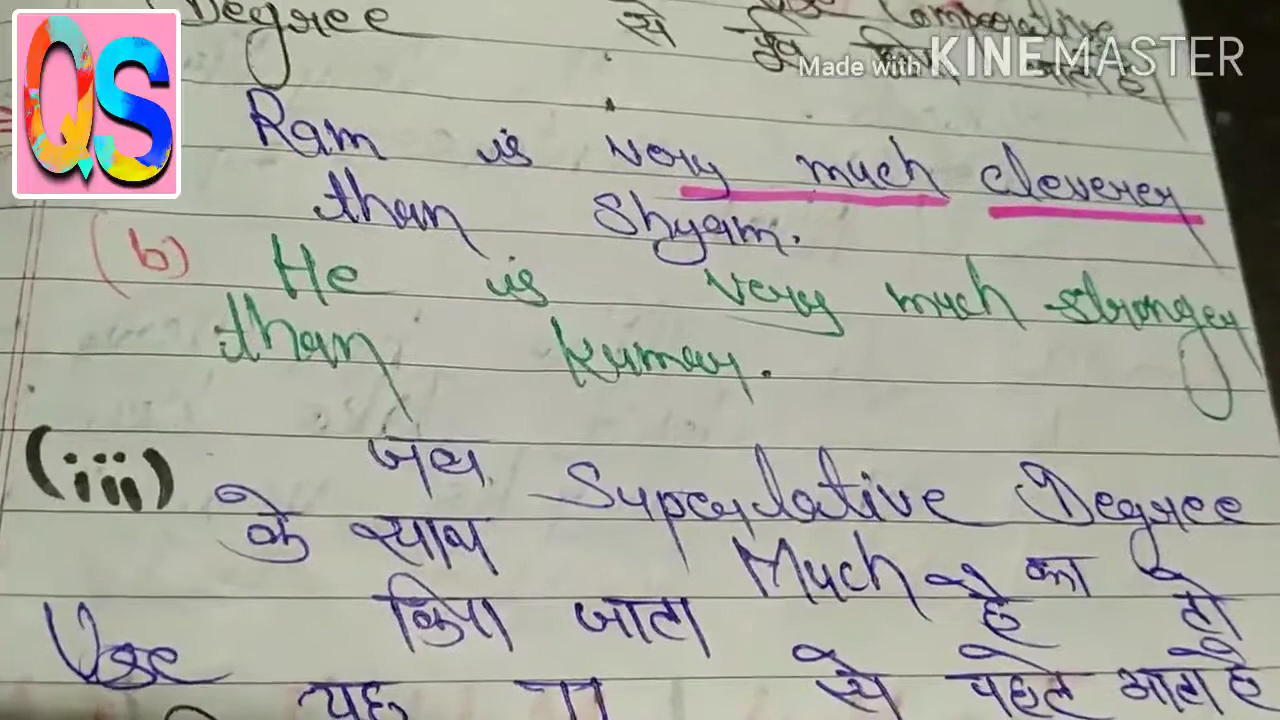 QS
Degree से पूर्व Comparative
Made with KINEMASTER
Ram is very much cleverer
than Shyam.
(b) He is very much stronger
than Kumar.
(iii) जब Superlative Degree
के साथ Much का
Use किया जाता है तो
यह से पहले आता है